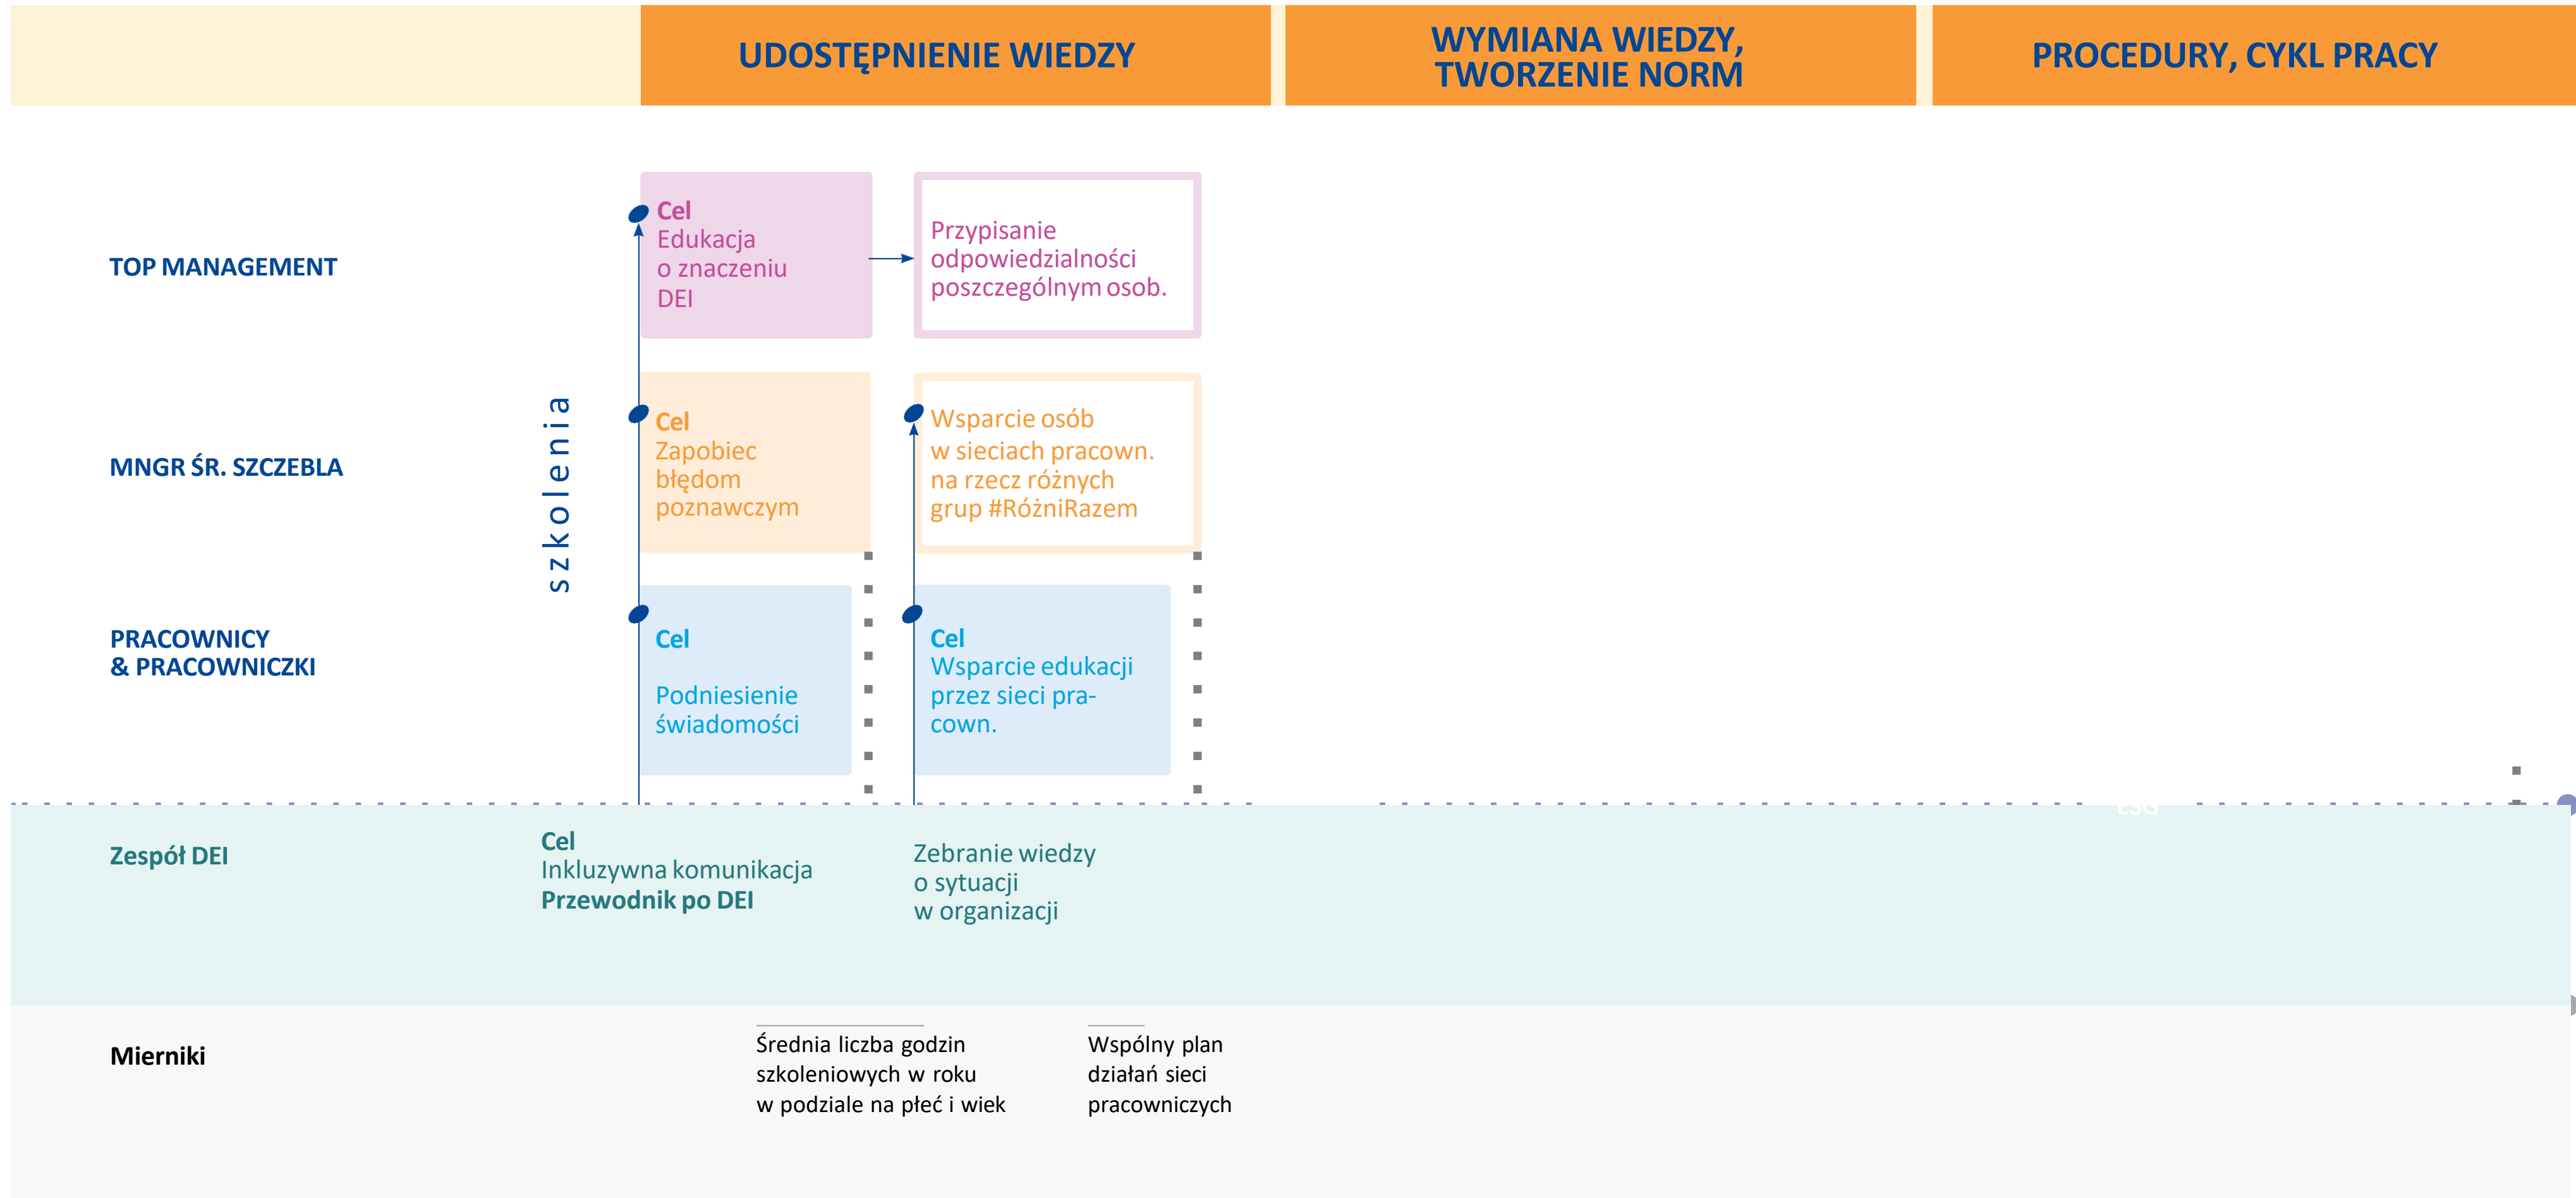 UDOSTĘPNIENIE WIEDZY
WYMIANA WIEDZY,
TWORZENIE NORM
PROCEDURY, CYKL PRACY
TOP MANAGEMENT
Cel
Edukacja
o znaczeniu
DEI
Przypisanie
odpowiedzialności
poszczególnym osob.
szkolenia
MNGR ŚR. SZCZEBLA
Cel
Zapobiec
błędom
poznawczym
Wsparcie osób
w sieciach pracown.
na rzecz różnych
grup #RóżniRazem
PRACOWNICY
& PRACOWNICZKI
Cel
Podniesienie
świadomości
Cel
Wsparcie edukacji
przez sieci pra-
cown.
ESG
Zespół DEI
Cel
Inkluzywna komunikacja
Przewodnik po DEI
Zebranie wiedzy
o sytuacji
w organizacji
Mierniki
Średnia liczba godzin
szkoleniowych w roku
w podziale na płeć i wiek
Wspólny plan
działań sieci
pracowniczych